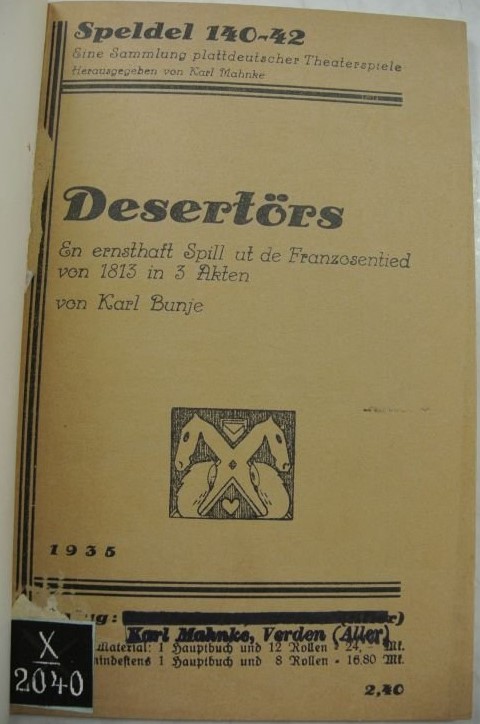 Speldel 140-42
Eine Sammlung plattdeutscher Theaterspiele
Herausgegeben von Karl Mahnke
Desertörs
En ernsthaft Spill ut de Franzosentied
von 1813 in 3 Akten
von Karl Bunje
1935
Karl Mahnke, Verden (Aller)
Material: 1 Hauptbuch und 12 Rollen = 24,- Mk.
mindestens 1 Hauptbuch und 8 Rollen = 16,80 Mk.
2,40
X
2040